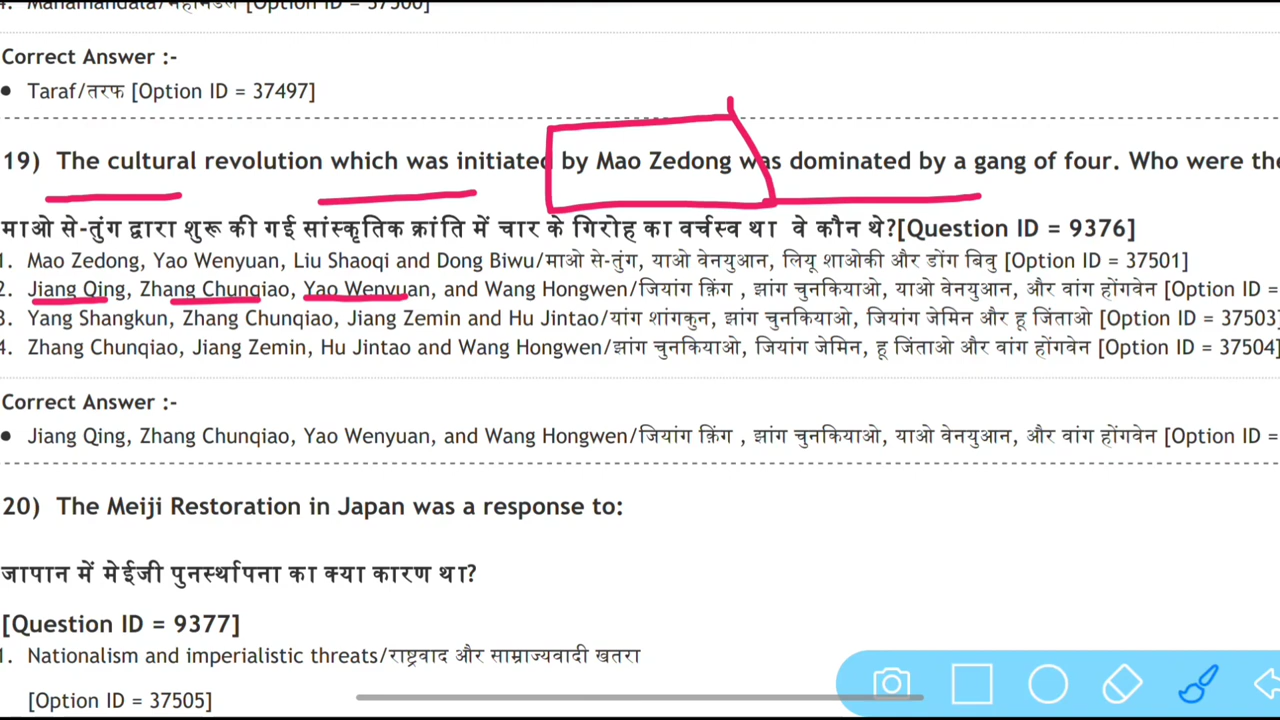 4. Mahamandala/महामंडल [Option ID = 37500]
Correct Answer :-
• Taraf/तरफ [Option ID = 37497]
19) The cultural revolution which was initiated by Mao Zedong was dominated by a gang of four. Who were the
माओ से-तुंग द्वारा शुरू की गई सांस्कृतिक क्रांति में चार के गिरोह का वर्चस्व था वे कौन थे?[Question ID = 9376]
1. Mao Zedong, Yao Wenyuan, Liu Shaoqi and Dong Biwu/माओ से-तुंग, याओ वेनयुआन, लियू शाओकी और डोंग बिवु [Option ID = 37501]
2. Jiang Qing, Zhang Chunqiao, Yao Wenyuan, and Wang Hongwen/जियांग क़िंग , झांग चुनकियाओ, याओ वेनयुआन, और वांग होंगवेन [Option ID =
3. Yang Shangkun, Zhang Chunqiao, Jiang Zemin and Hu Jintao/यांग शांगकुन, झांग चुनकियाओ, जियांग जेमिन और हू जिंताओ [Option ID = 37503]
4. Zhang Chunqiao, Jiang Zemin, Hu Jintao and Wang Hongwen/झांग चुनकियाओ, जियांग जेमिन, हू जिंताओ और वांग होंगवेन [Option ID = 37504]
Correct Answer :-
• Jiang Qing, Zhang Chunqiao, Yao Wenyuan, and Wang Hongwen/जियांग क़िंग , झांग चुनकियाओ, याओ वेनयुआन, और वांग होंगवेन [Option ID =
20) The Meiji Restoration in Japan was a response to:
जापान में मेईजी पुनर्स्थापना का क्या कारण था?
[Question ID = 9377]
1. Nationalism and imperialistic threats/राष्ट्रवाद और साम्राज्यवादी खतरा
[Option ID = 37505]